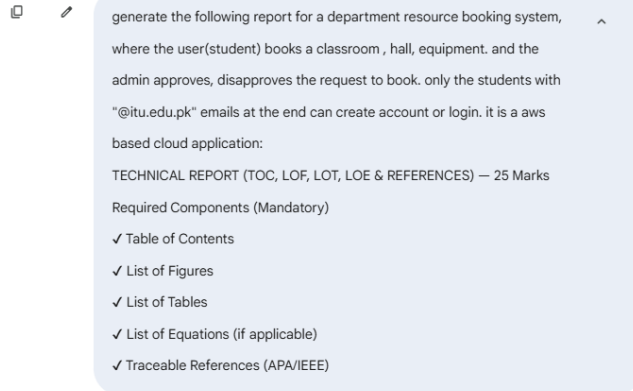 generate the following report for a department resource booking system,
where the user(student) books a classroom , hall, equipment. and the
admin approves, disapproves the request to book. only the students with
"@itu.edu.pk" emails at the end can create account or login. it is a aws
based cloud application:
TECHNICAL REPORT (TOC, LOF, LOT, LOE & REFERENCES) — 25 Marks
Required Components (Mandatory)
✓ Table of Contents
✓ List of Figures
✓ List of Tables
✓ List of Equations (if applicable)
✓ Traceable References (APA/IEEE)